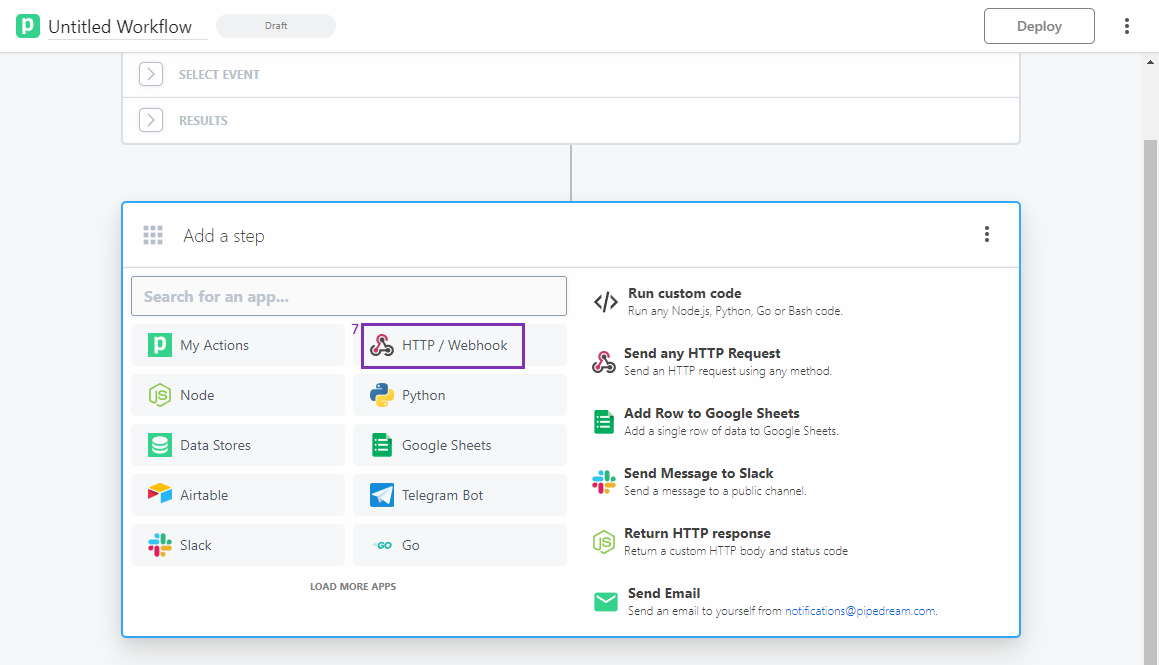 Untitled Workflow
Draft
Deploy
SELECT EVENT
RESULTS
Add a step
Search for an app...
My Actions
7
HTTP / Webhook
Node
Python
Data Stores
Google Sheets
Airtable
Telegram Bot
Slack
Go
LOAD MORE APPS
Run custom code
Run any Node.js, Python, Go or Bash code.
Send any HTTP Request
Send an HTTP request using any method.
Add Row to Google Sheets
Add a single row of data to Google Sheets.
Send Message to Slack
Send a message to a public channel.
Return HTTP response
Return a custom HTTP body and status code
Send Email
Send an email to yourself from notifications@pipedream.com.